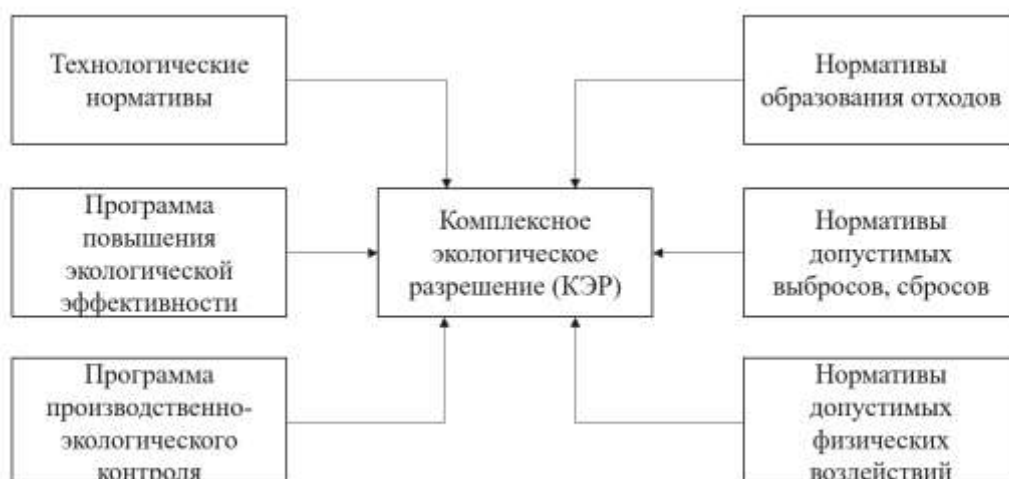 Технологические
нормативы
Нормативы
образования отходов
Программа
повышения
экологической
эффективности
Комплексное
экологическое
разрешение (КЭР)
Нормативы
допустимых
выбросов, сбросов
Программа
производственно-
экологического
контроля
Нормативы
допустимых
физических
воздействий